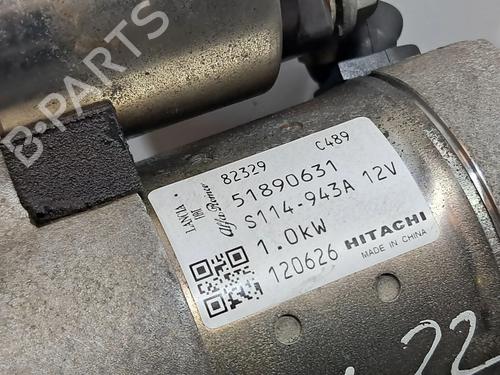 B-PARTS
82329 C489
LANCIA FIAT Alfa Romeo
51890631
S114-943A 12V
1.0kW
120626 HITACHI
MADE IN CHINA
22